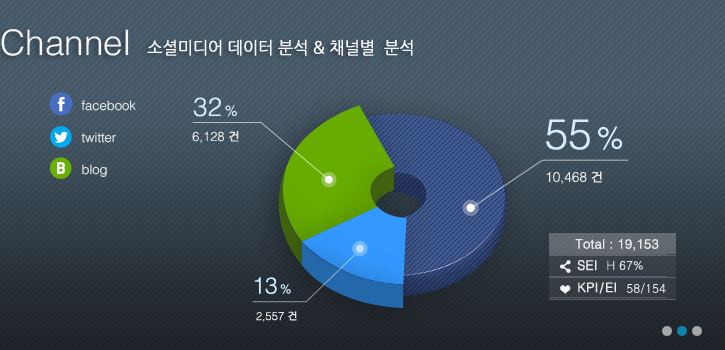 Channel 소셜미디어 데이터 분석 & 채널별 분석
facebook
twitter
B blog
32 %
6,128 건
55 %
10,468 건
13 %
2,557 건
Total : 19,153
SEI H 67%
KPI/EI 58/154